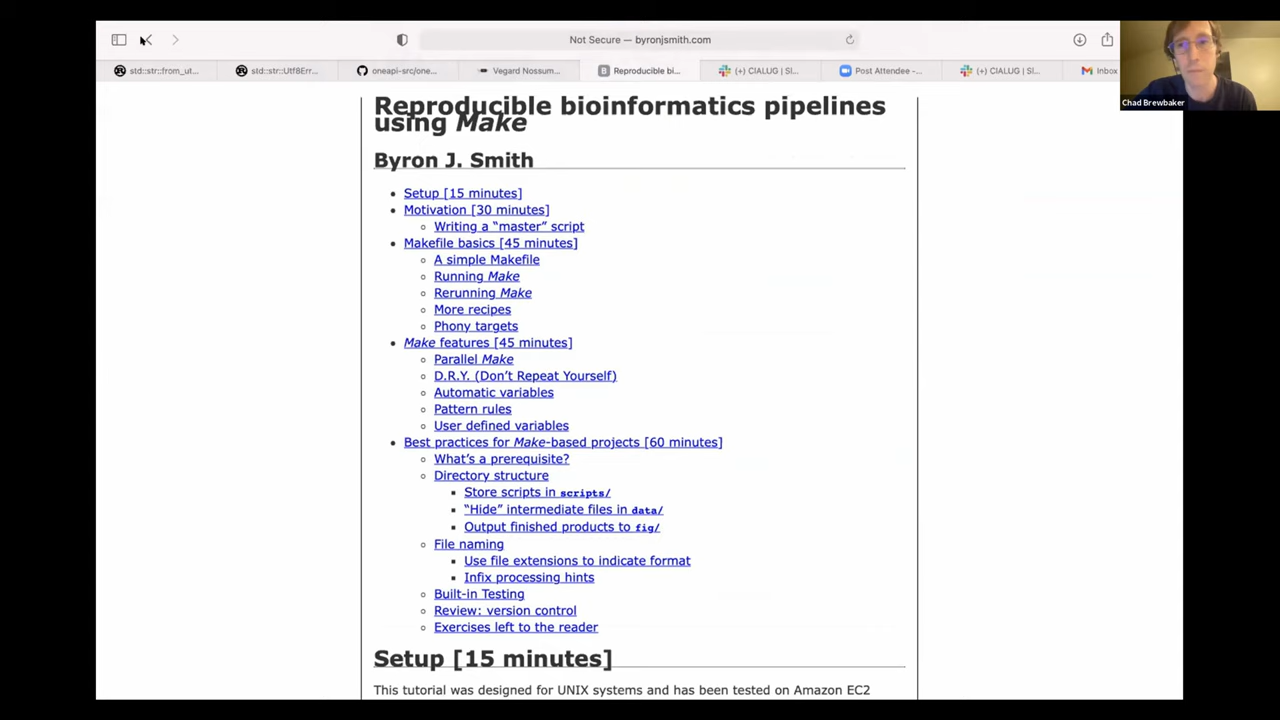 Not Secure — byronjsmith.com
std::str::from_ut...
std::str::Utf8Err...
oneapi-src/one...
Vegard Nossum...
Reproducible bi...
(+) CIALUG | Sl...
Post Attendee -...
(+) CIALUG | Sl...
Inbox
Chad Brewbaker
Reproducible bioinformatics pipelines
using Make
Byron J. Smith
Setup [15 minutes]
Motivation [30 minutes]
Writing a “master” script
Makefile basics [45 minutes]
A simple Makefile
Running Make
Rerunning Make
More recipes
Phony targets
Make features [45 minutes]
Parallel Make
D.R.Y. (Don’t Repeat Yourself)
Automatic variables
Pattern rules
User defined variables
Best practices for Make-based projects [60 minutes]
What’s a prerequisite?
Directory structure
Store scripts in scripts/
“Hide” intermediate files in data/
Output finished products to fig/
File naming
Use file extensions to indicate format
Infix processing hints
Built-in Testing
Review: version control
Exercises left to the reader
Setup [15 minutes]
This tutorial was designed for UNIX systems and has been tested on Amazon EC2